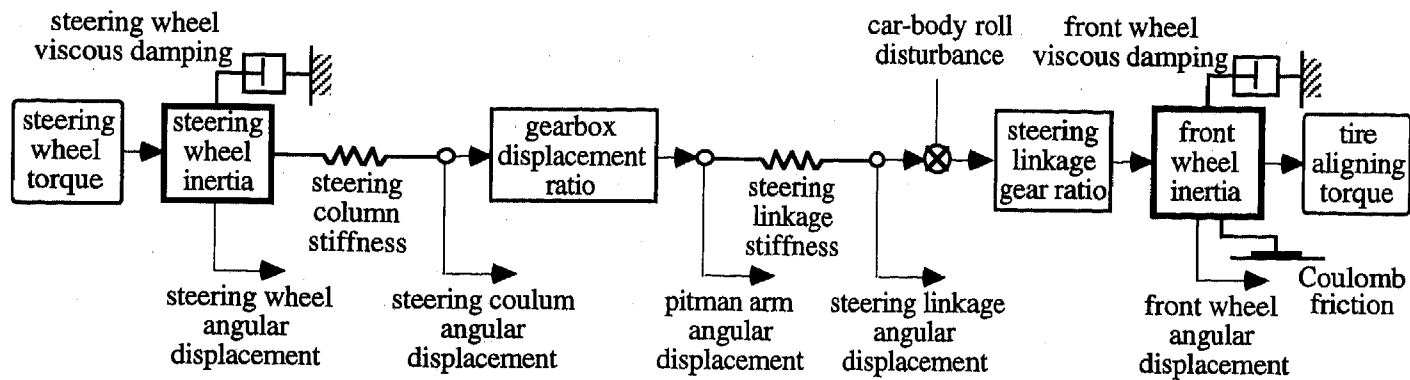 steering wheel
viscous damping
car-body roll
disturbance
front wheel
viscous damping
steering
wheel
torque
steering
wheel
inertia
steering
column
stiffness
gearbox
displacement
ratio
steering
linkage
stiffness
steering
linkage
gear ratio
front
wheel
inertia
tire
aligning
torque
steering wheel
angular
displacement
steering coulum
angular
displacement
pitman arm
angular
displacement
steering linkage
angular
displacement
front wheel
angular
displacement
Coulomb
friction